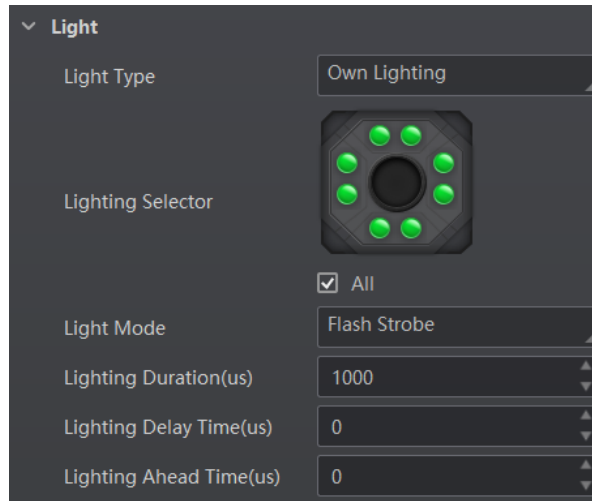 Light
Light Type Own Lighting
Lighting Selector
All
Light Mode Flash Strobe
Lighting Duration(us) 1000
Lighting Delay Time(us) 0
Lighting Ahead Time(us) 0